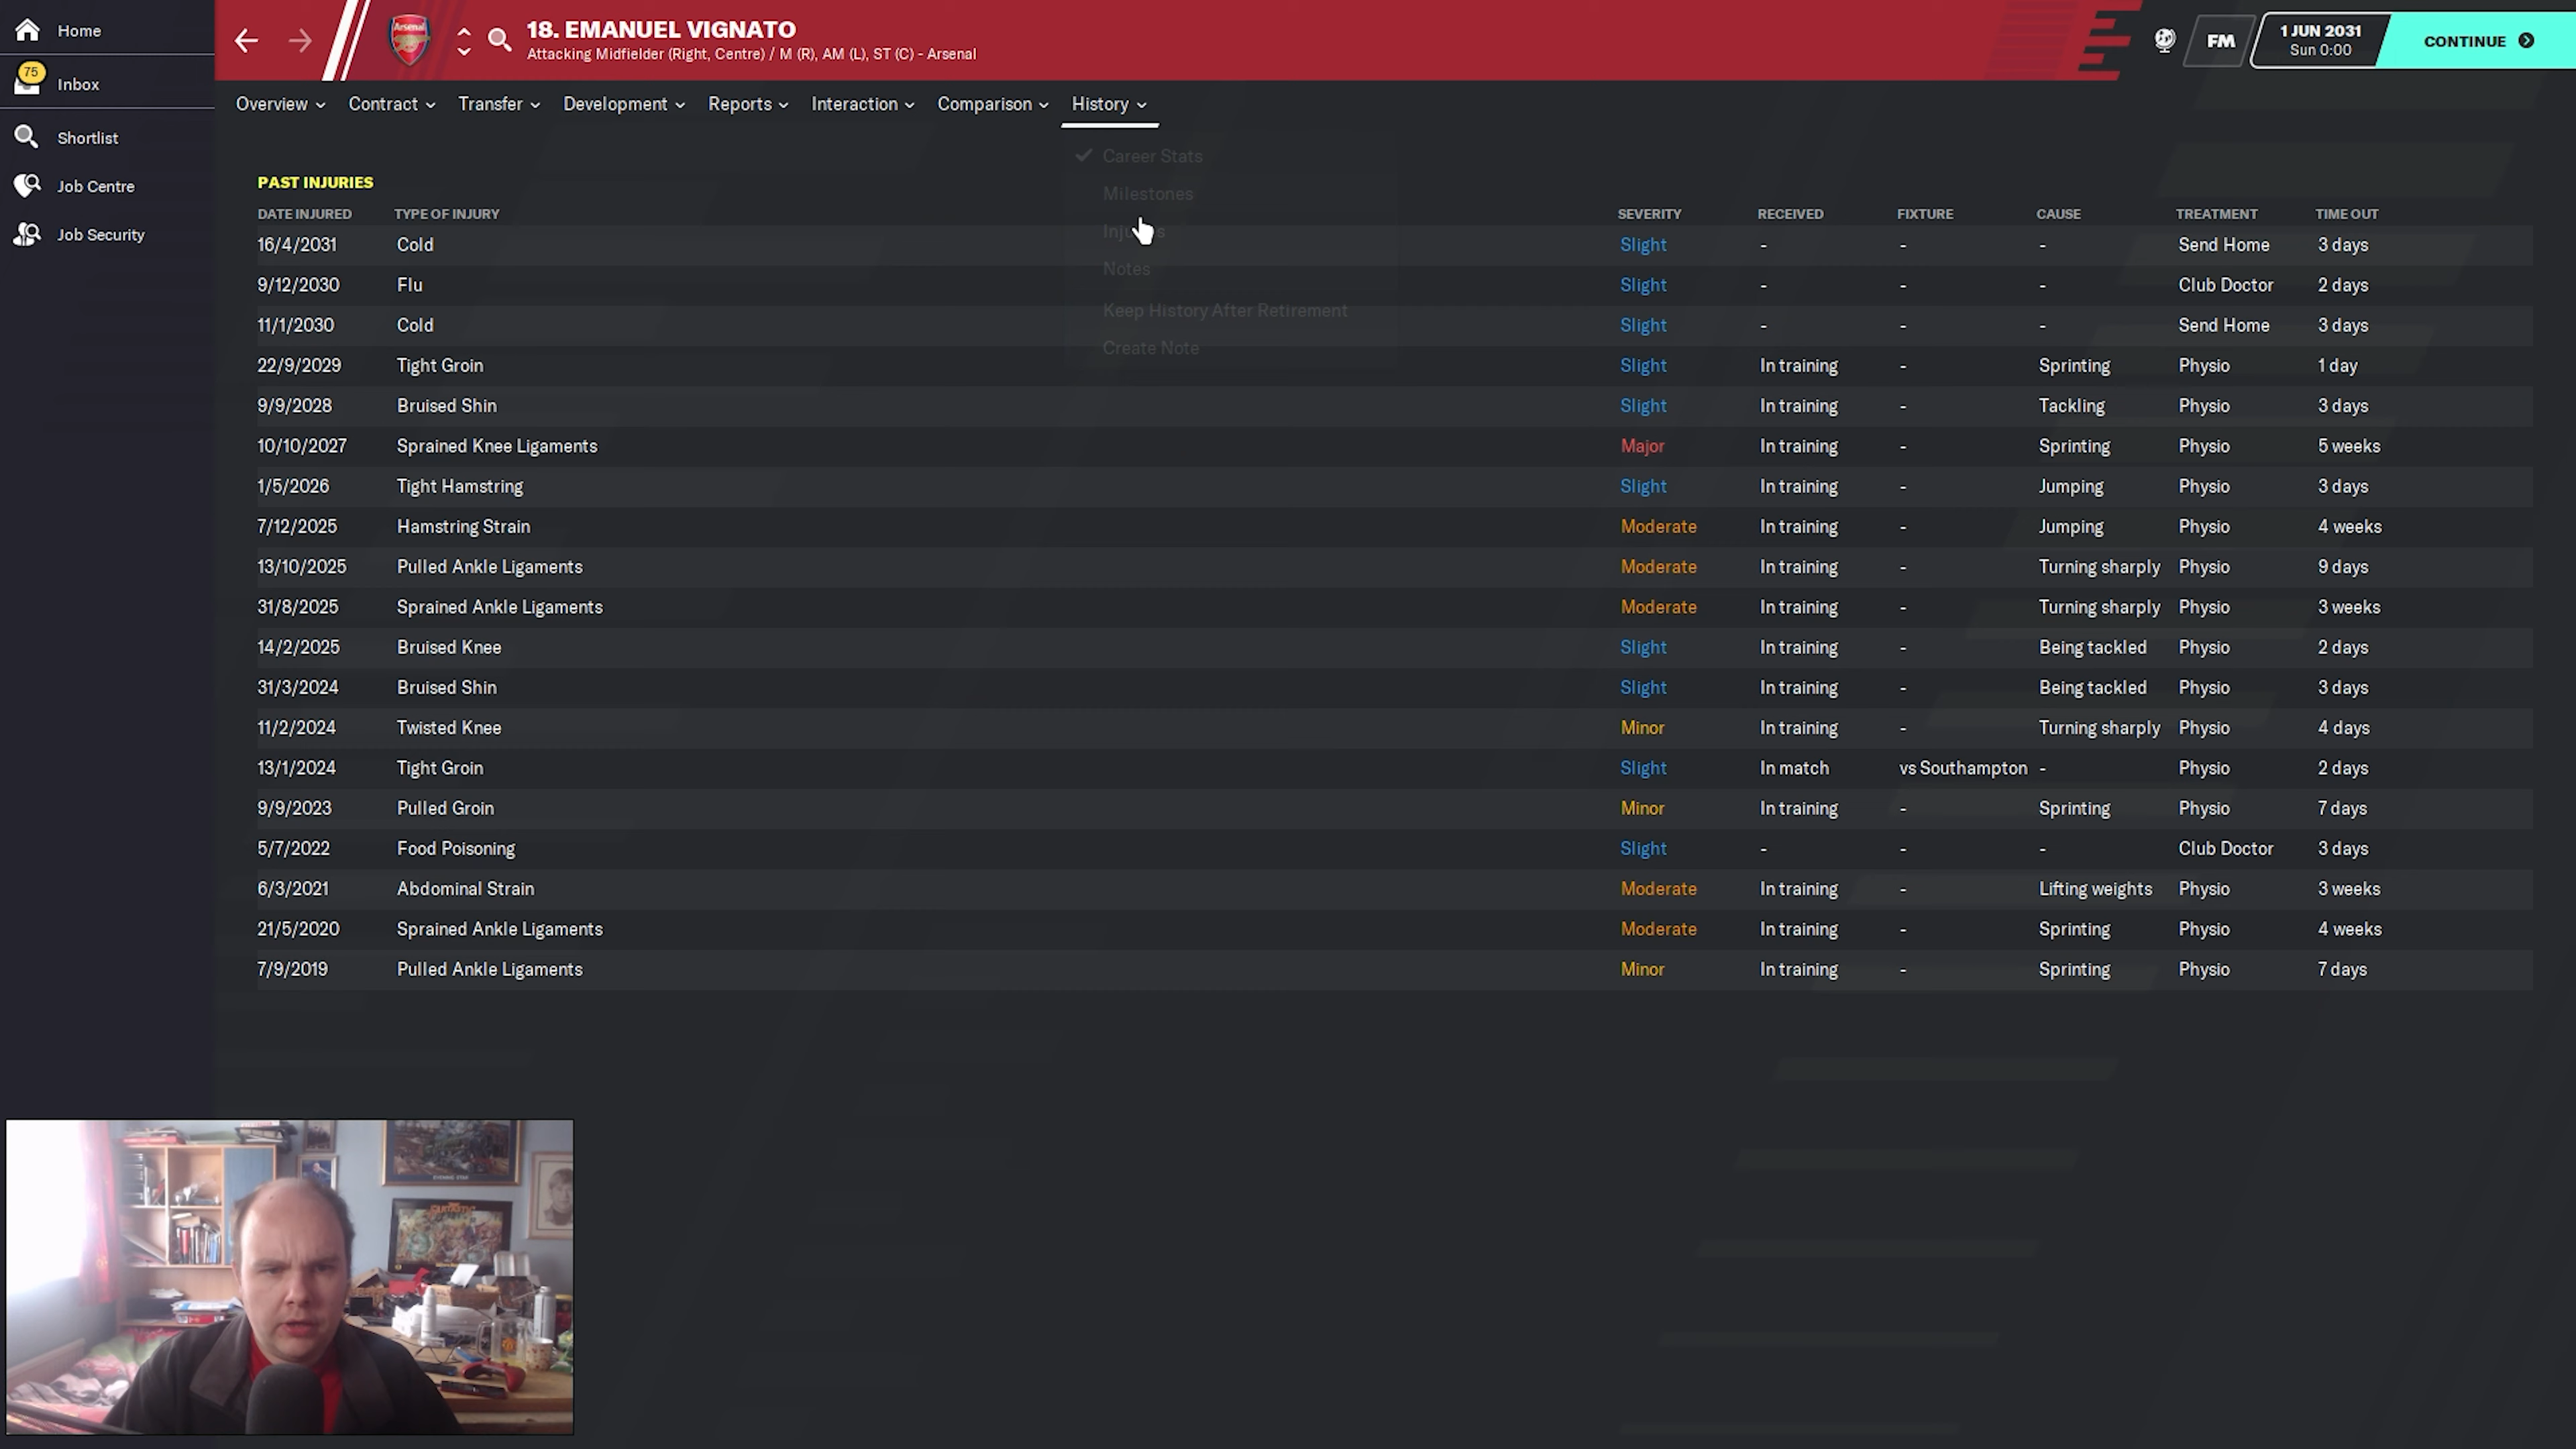 Home
75
Inbox
Shortlist
Job Centre
Job Security
Arsenal
18. EMANUEL VIGNATO
Attacking Midfielder (Right, Centre) / M (R), AM (L), ST (C) - Arsenal
FM
1 JUN 2031
Sun 0:00
CONTINUE
Overview Contract Transfer Development Reports Interaction Comparison History
Career Stats
Milestones
Notes
Keep History After Retirement
Create Note
PAST INJURIES
DATE INJURED TYPE OF INJURY SEVERITY RECEIVED FIXTURE CAUSE TREATMENT TIME OUT
16/4/2031 Cold Slight - - - Send Home 3 days
9/12/2030 Flu Slight - - - Club Doctor 2 days
11/1/2030 Cold Slight - - - Send Home 3 days
22/9/2029 Tight Groin Slight In training - Sprinting Physio 1 day
9/9/2028 Bruised Shin Slight In training - Tackling Physio 3 days
10/10/2027 Sprained Knee Ligaments Major In training - Sprinting Physio 5 weeks
1/5/2026 Tight Hamstring Slight In training - Jumping Physio 3 days
7/12/2025 Hamstring Strain Moderate In training - Jumping Physio 4 weeks
13/10/2025 Pulled Ankle Ligaments Moderate In training - Turning sharply Physio 9 days
31/8/2025 Sprained Ankle Ligaments Moderate In training - Turning sharply Physio 3 weeks
14/2/2025 Bruised Knee Slight In training - Being tackled Physio 2 days
31/3/2024 Bruised Shin Slight In training - Being tackled Physio 3 days
11/2/2024 Twisted Knee Minor In training - Turning sharply Physio 4 days
13/1/2024 Tight Groin Slight In match vs Southampton - Physio 2 days
9/9/2023 Pulled Groin Minor In training - Sprinting Physio 7 days
5/7/2022 Food Poisoning Slight - - - Club Doctor 3 days
6/3/2021 Abdominal Strain Moderate In training - Lifting weights Physio 3 weeks
21/5/2020 Sprained Ankle Ligaments Moderate In training - Sprinting Physio 4 weeks
7/9/2019 Pulled Ankle Ligaments Minor In training - Sprinting Physio 7 days